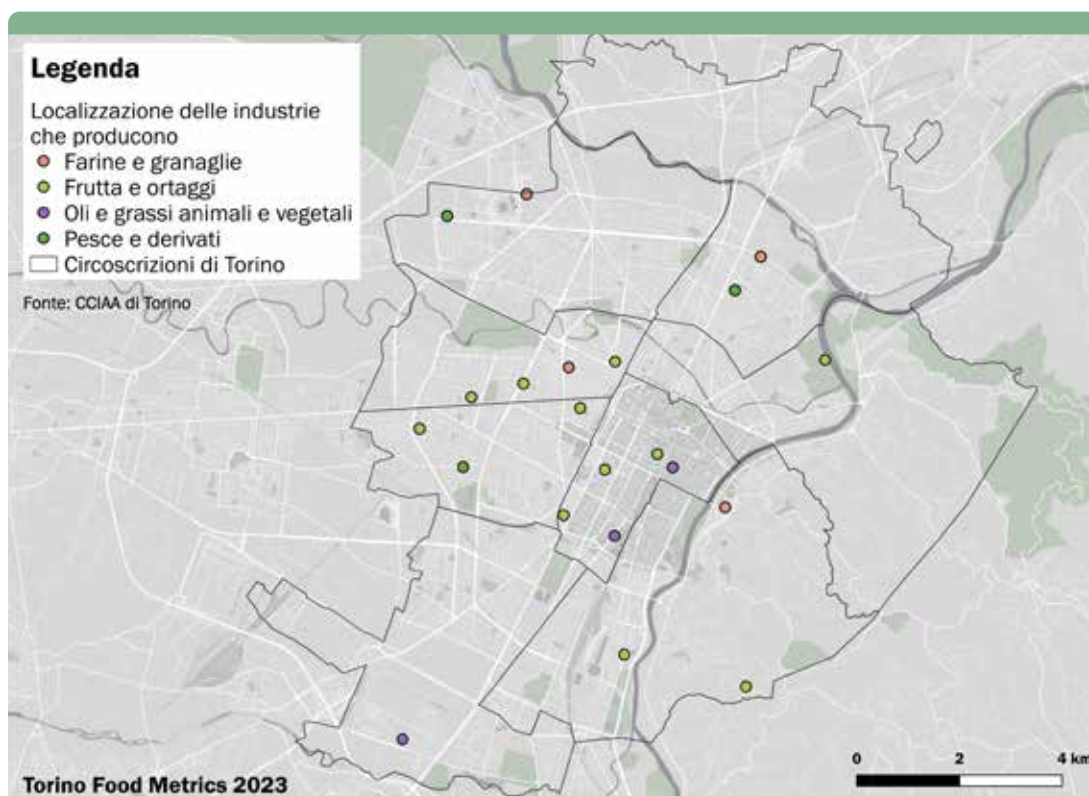 Legenda
Localizzazione delle industrie
che producono
Farine e granaglie
Frutta e ortaggi
Oli e grassi animali e vegetali
Pesce e derivati
Circoscrizioni di Torino
Fonte: CCIAA di Torino
Torino Food Metrics 2023
0 2 4 km